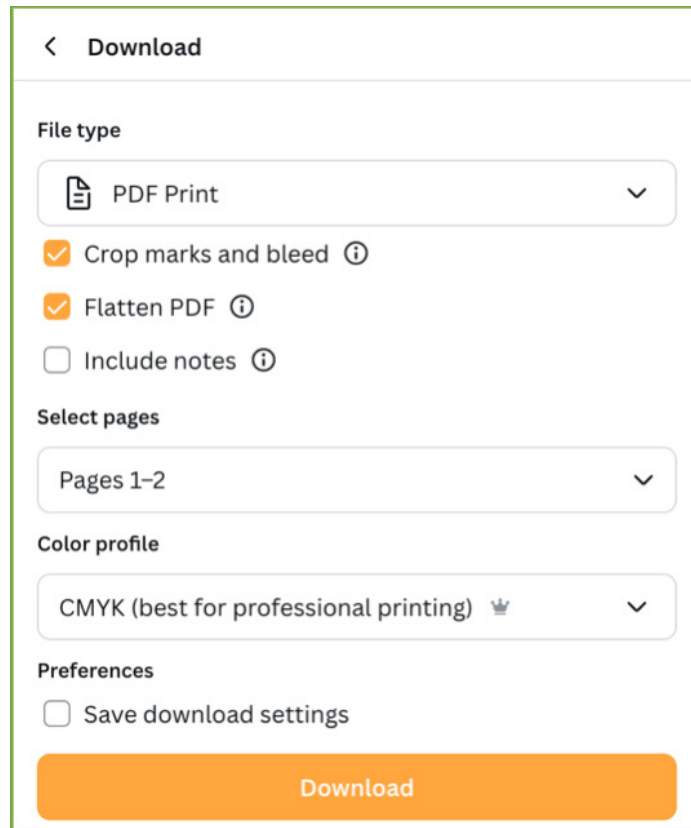 Download
File type
PDF Print
Crop marks and bleed
Flatten PDF
Include notes
Select pages
Pages 1–2
Color profile
CMYK (best for professional printing)
Preferences
Save download settings
Download